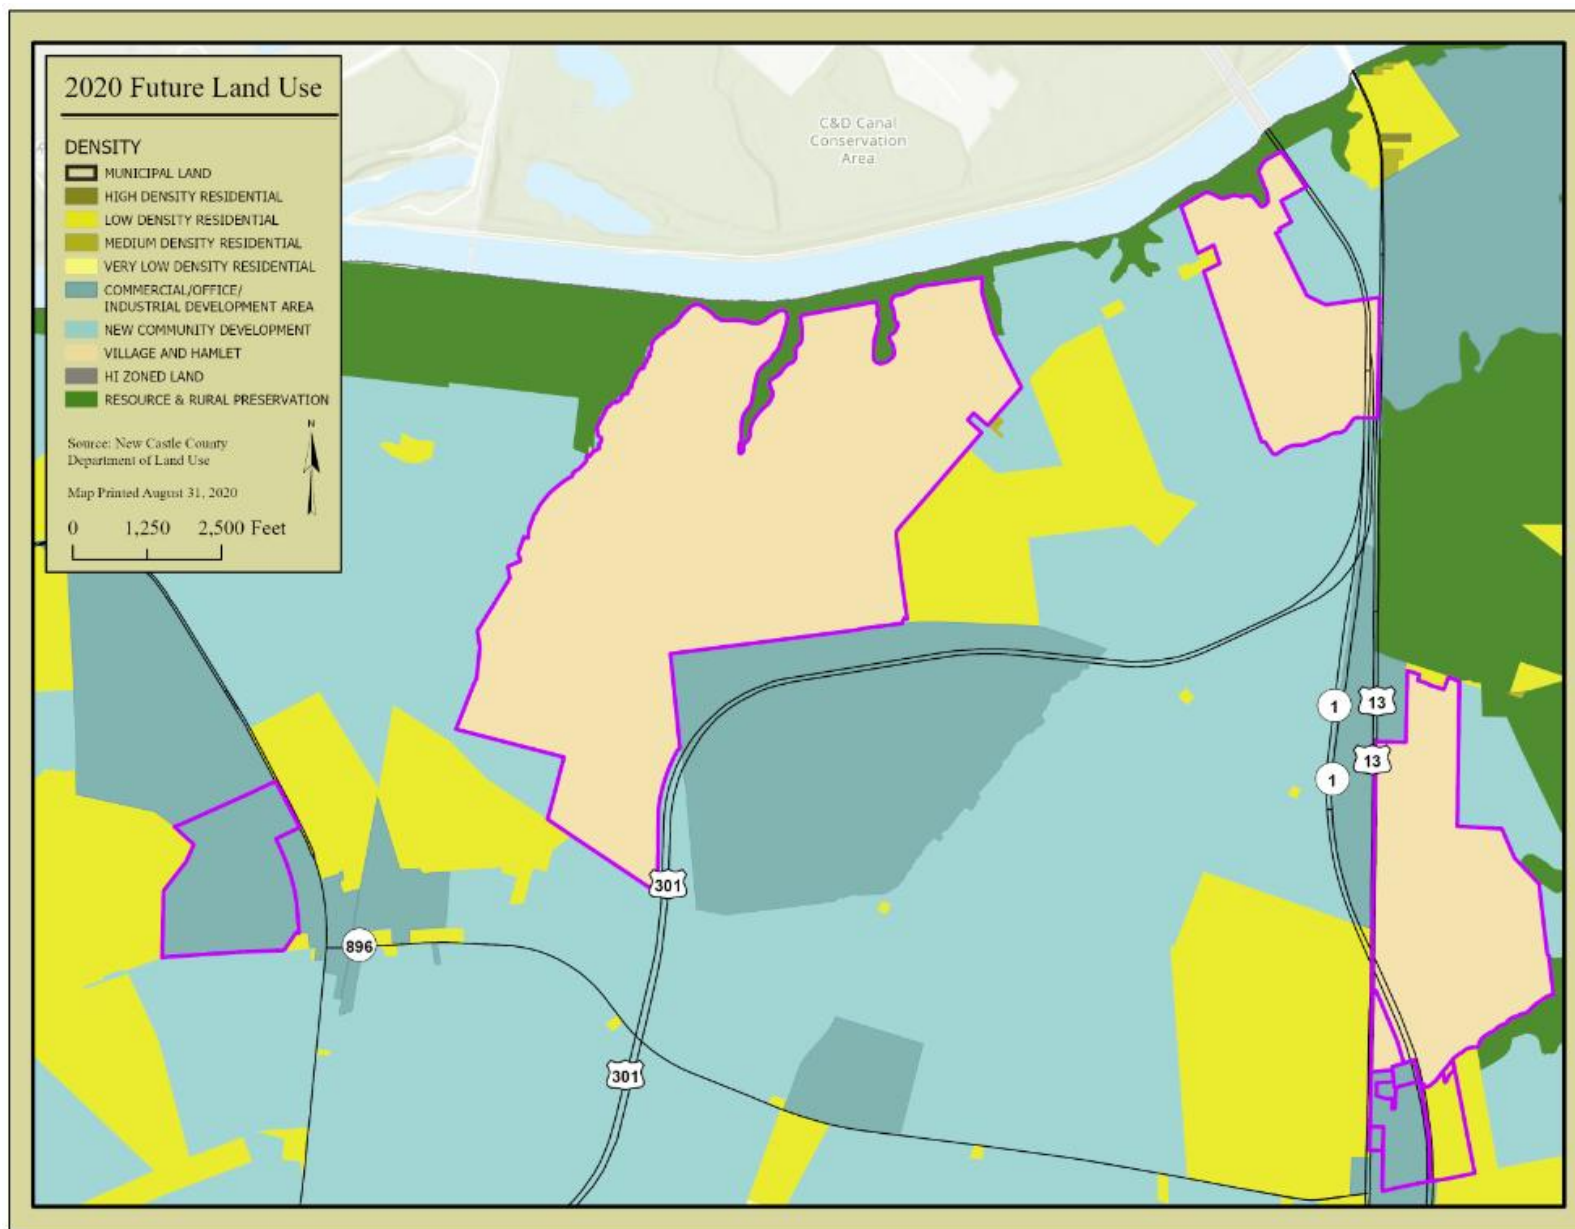 2020 Future Land Use
DENSITY
MUNICIPAL LAND
HIGH DENSITY RESIDENTIAL
LOW DENSITY RESIDENTIAL
MEDIUM DENSITY RESIDENTIAL
VERY LOW DENSITY RESIDENTIAL
COMMERCIAL/OFFICE/
INDUSTRIAL DEVELOPMENT AREA
NEW COMMUNITY DEVELOPMENT
VILLAGE AND HAMLET
HI ZONED LAND
RESOURCE & RURAL PRESERVATION
N
Source: New Castle County
Department of Land Use
Map Printed August 31, 2020
0 1,250 2,500 Feet
C&D Canal
Conservation
Area
1
13
13
1
301
896
301